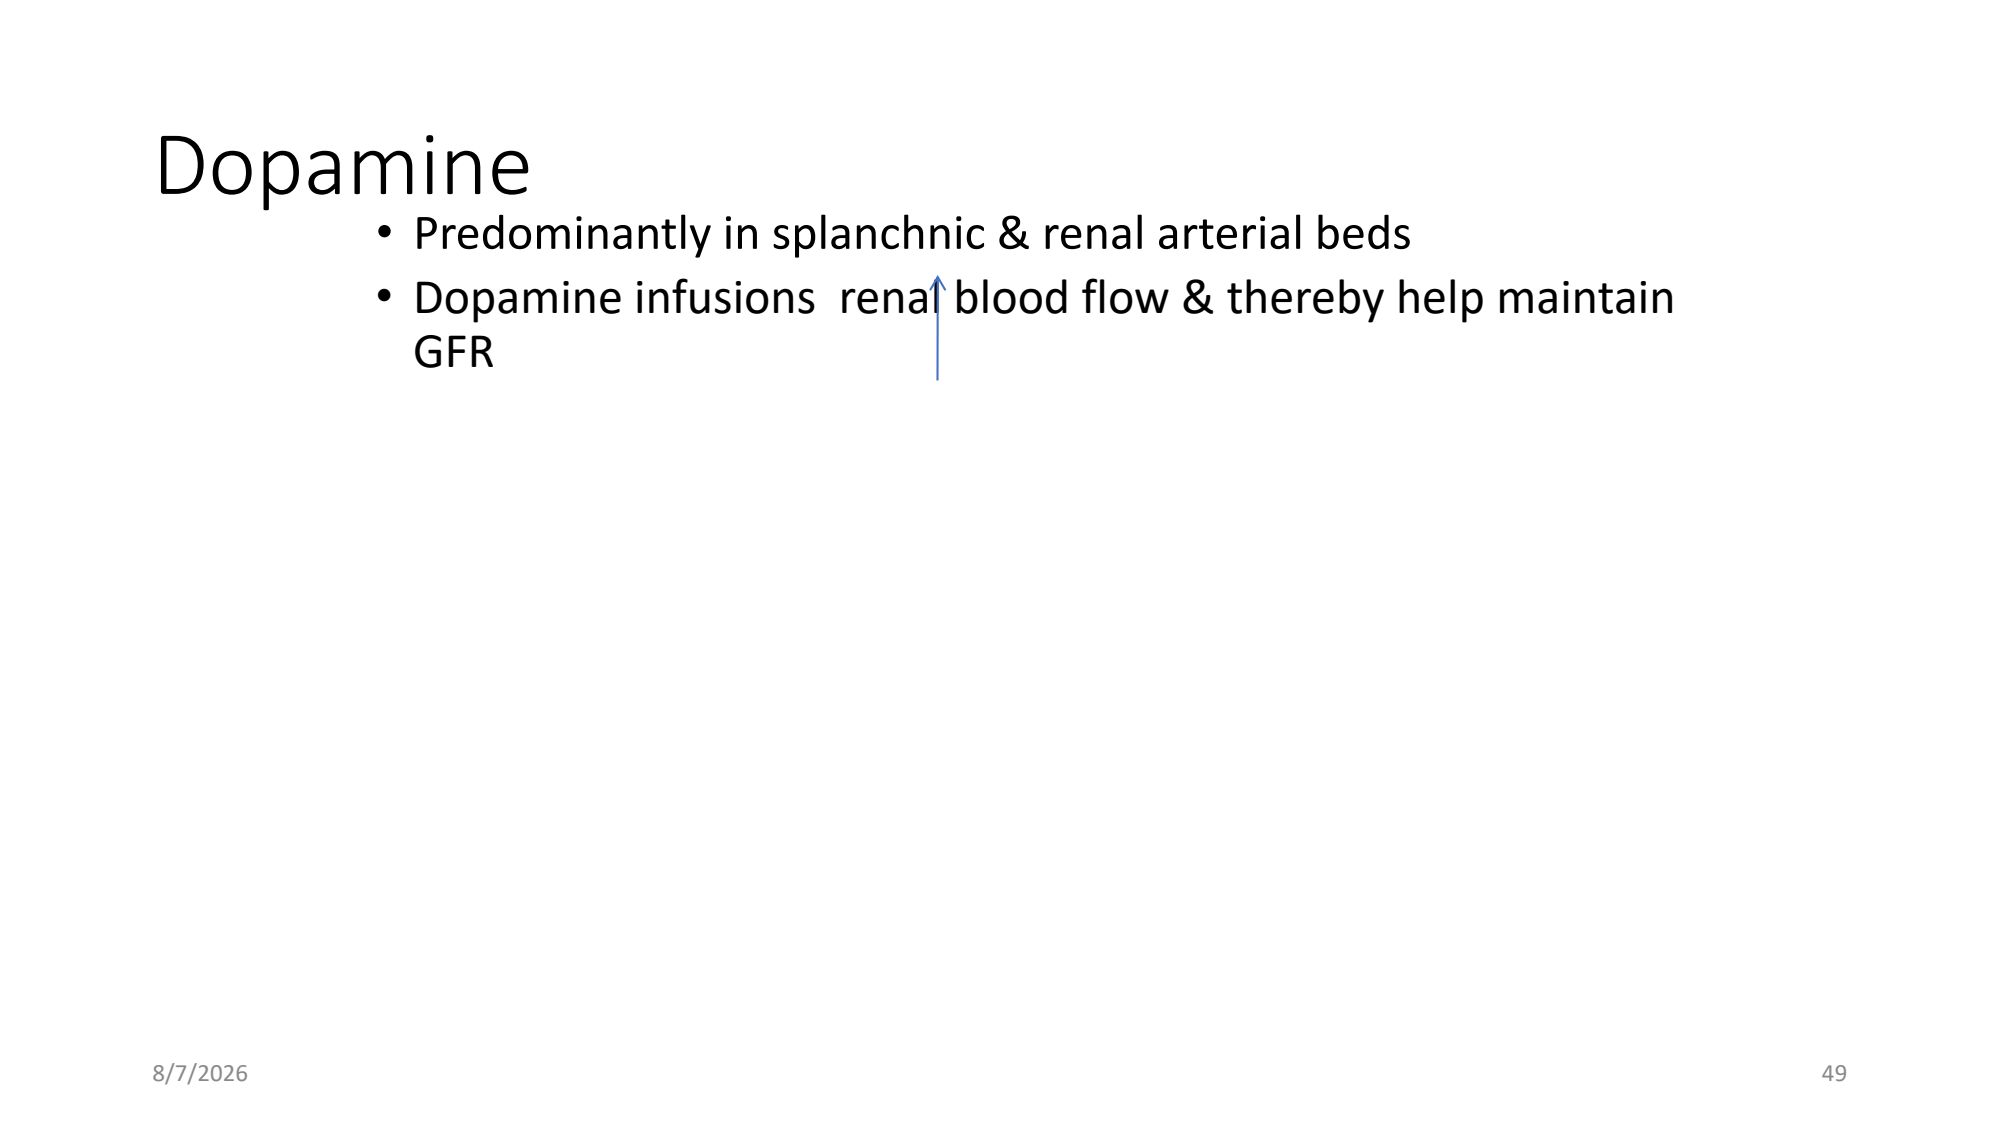 Dopamine
• Predominantly in splanchnic & renal arterial beds
• Dopamine infusions  renal blood flow & thereby help maintain
GFR
8/7/2026
49